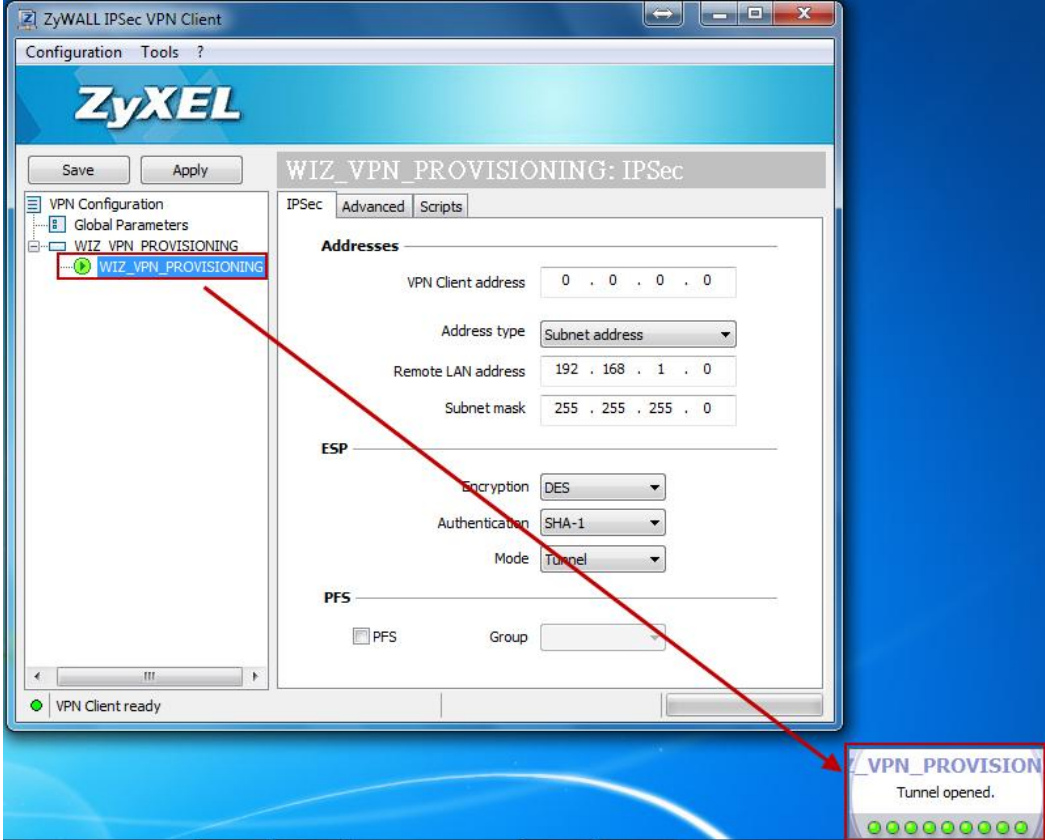 ZyWALL IPSec VPN Client
Configuration Tools ?
ZyXEL
Save Apply
WIZ_VPN_PROVISIONING: IPSec
VPN Configuration
Global Parameters
WIZ_VPN_PROVISIONING
WIZ_VPN_PROVISIONING
IPSec Advanced Scripts
Addresses
VPN Client address 0 . 0 . 0 . 0
Address type Subnet address
Remote LAN address 192 . 168 . 1 . 0
Subnet mask 255 . 255 . 255 . 0
ESP
Encryption DES
Authentication SHA-1
Mode Tunnel
PFS
PFS Group
VPN Client ready
Z_VPN_PROVISION
Tunnel opened.